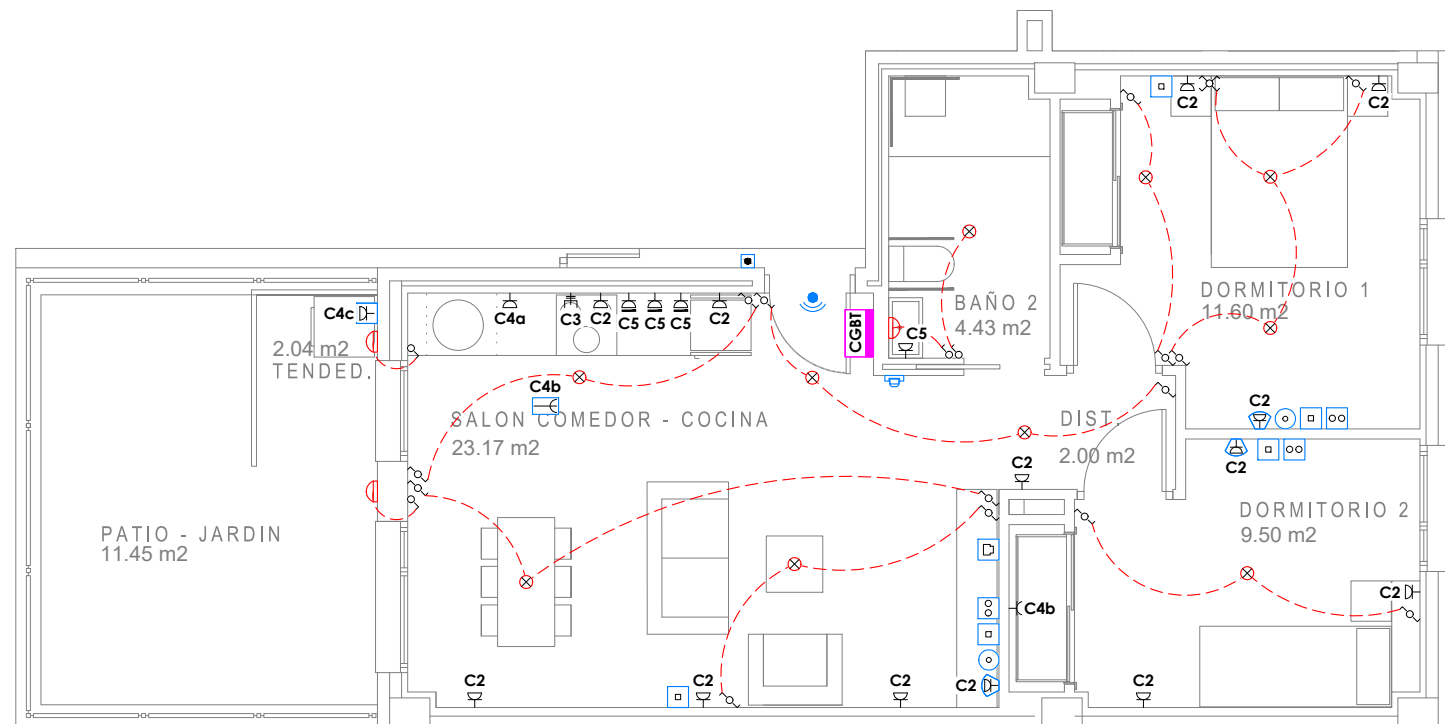 C2
C2
BAÑO 2
4.43 m2
DORMITORIO 1
11.60 m2
C4c
2.04 m2
TENDED.
C4a
C3
C2
C5
C5
C5
C2
CGBT
C5
C4b
SALON COMEDOR - COCINA
23.17 m2
DIST.
2.00 m2
C2
C2
C2
DORMITORIO 2
9.50 m2
PATIO - JARDIN
11.45 m2
C4b
C2
C2
C2
C2
C2
C2